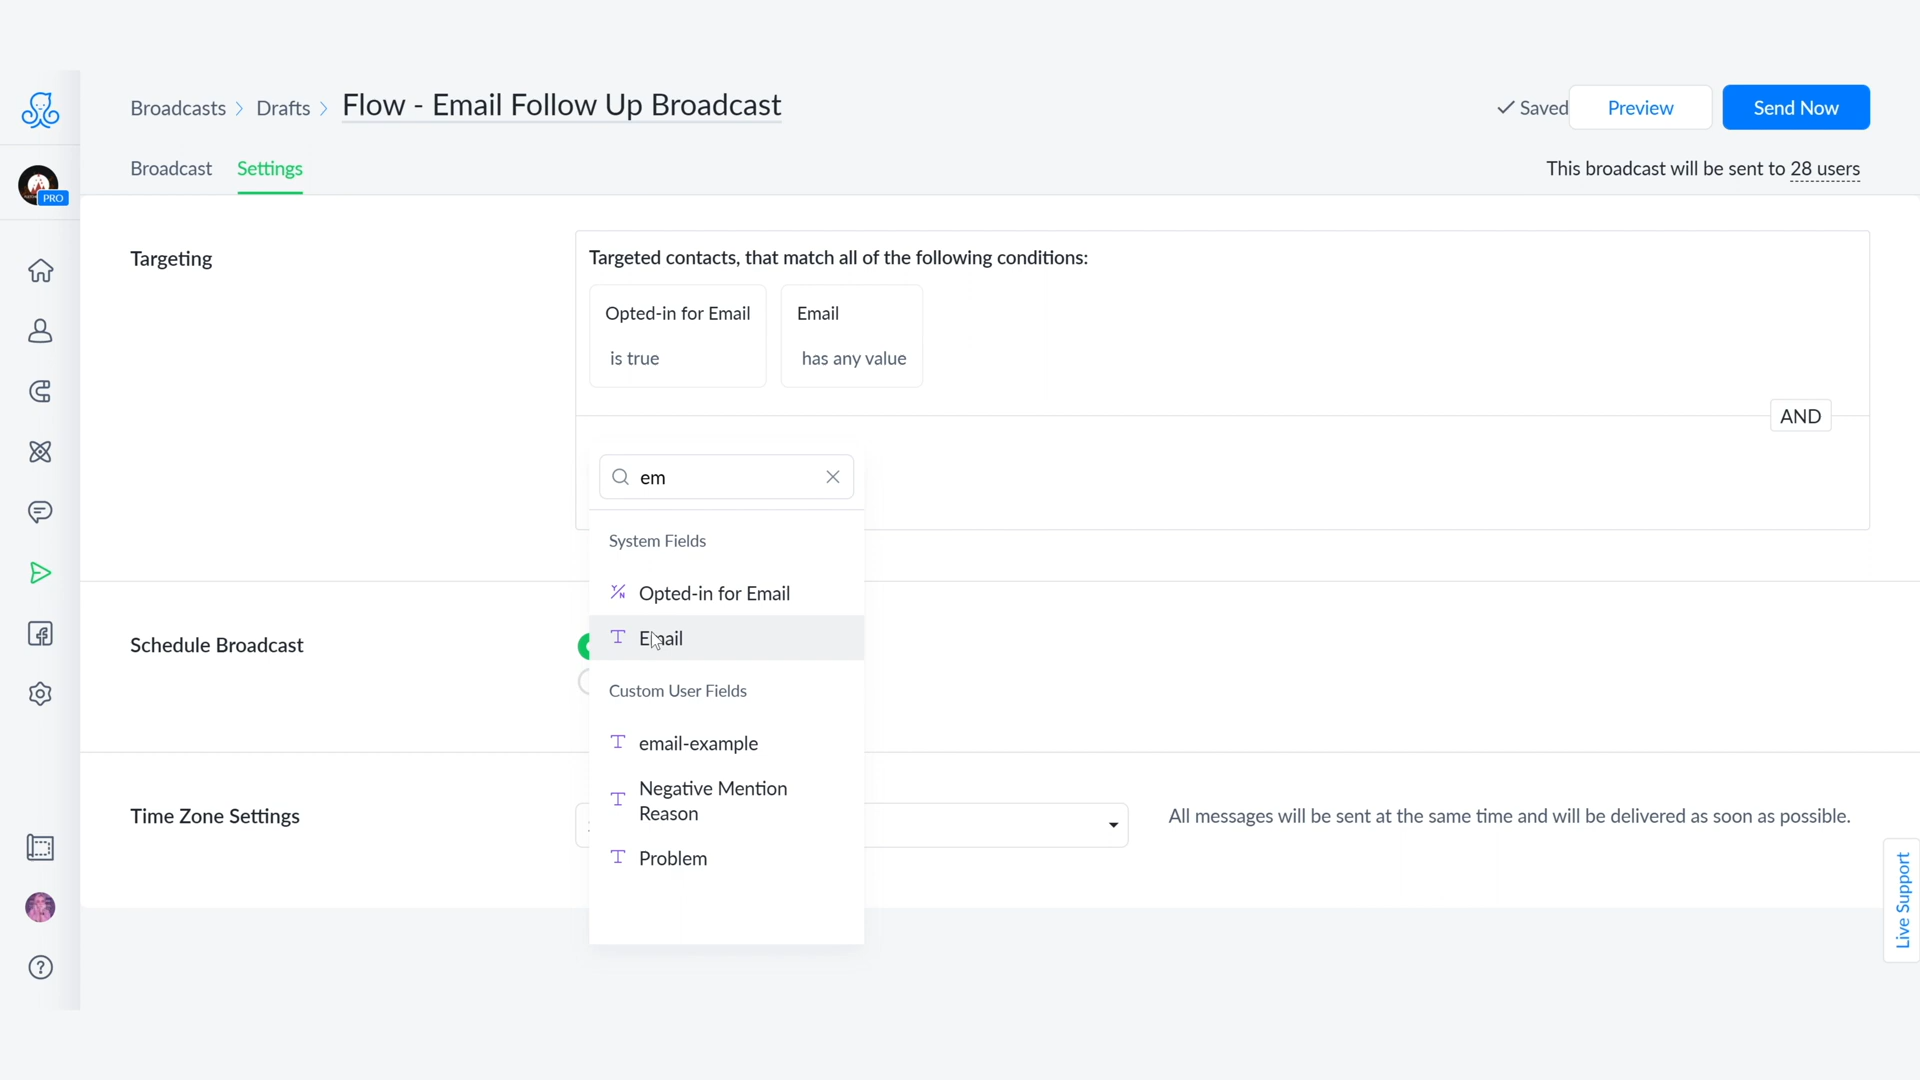 Broadcasts > Drafts > Flow - Email Follow Up Broadcast
Saved
Preview
Send Now
PRO
Broadcast
Settings
This broadcast will be sent to 28 users
Targeting
Targeted contacts, that match all of the following conditions:
Opted-in for Email
is true
Email
has any value
AND
em
System Fields
Opted-in for Email
Email
Custom User Fields
email-example
Negative Mention
Reason
Problem
Schedule Broadcast
Time Zone Settings
All messages will be sent at the same time and will be delivered as soon as possible.
Live Support